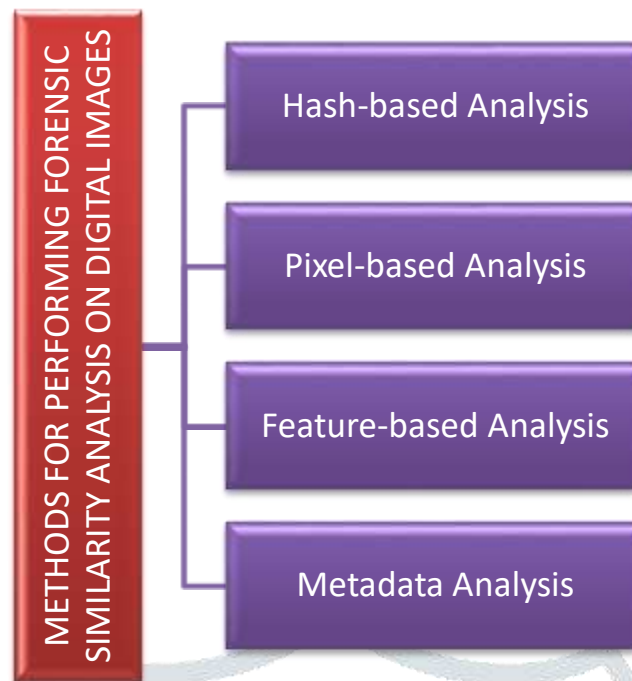 METHODS FOR PERFORMING FORENSIC
SIMILARITY ANALYSIS ON DIGITAL IMAGES
Hash-based Analysis
Pixel-based Analysis
Feature-based Analysis
Metadata Analysis